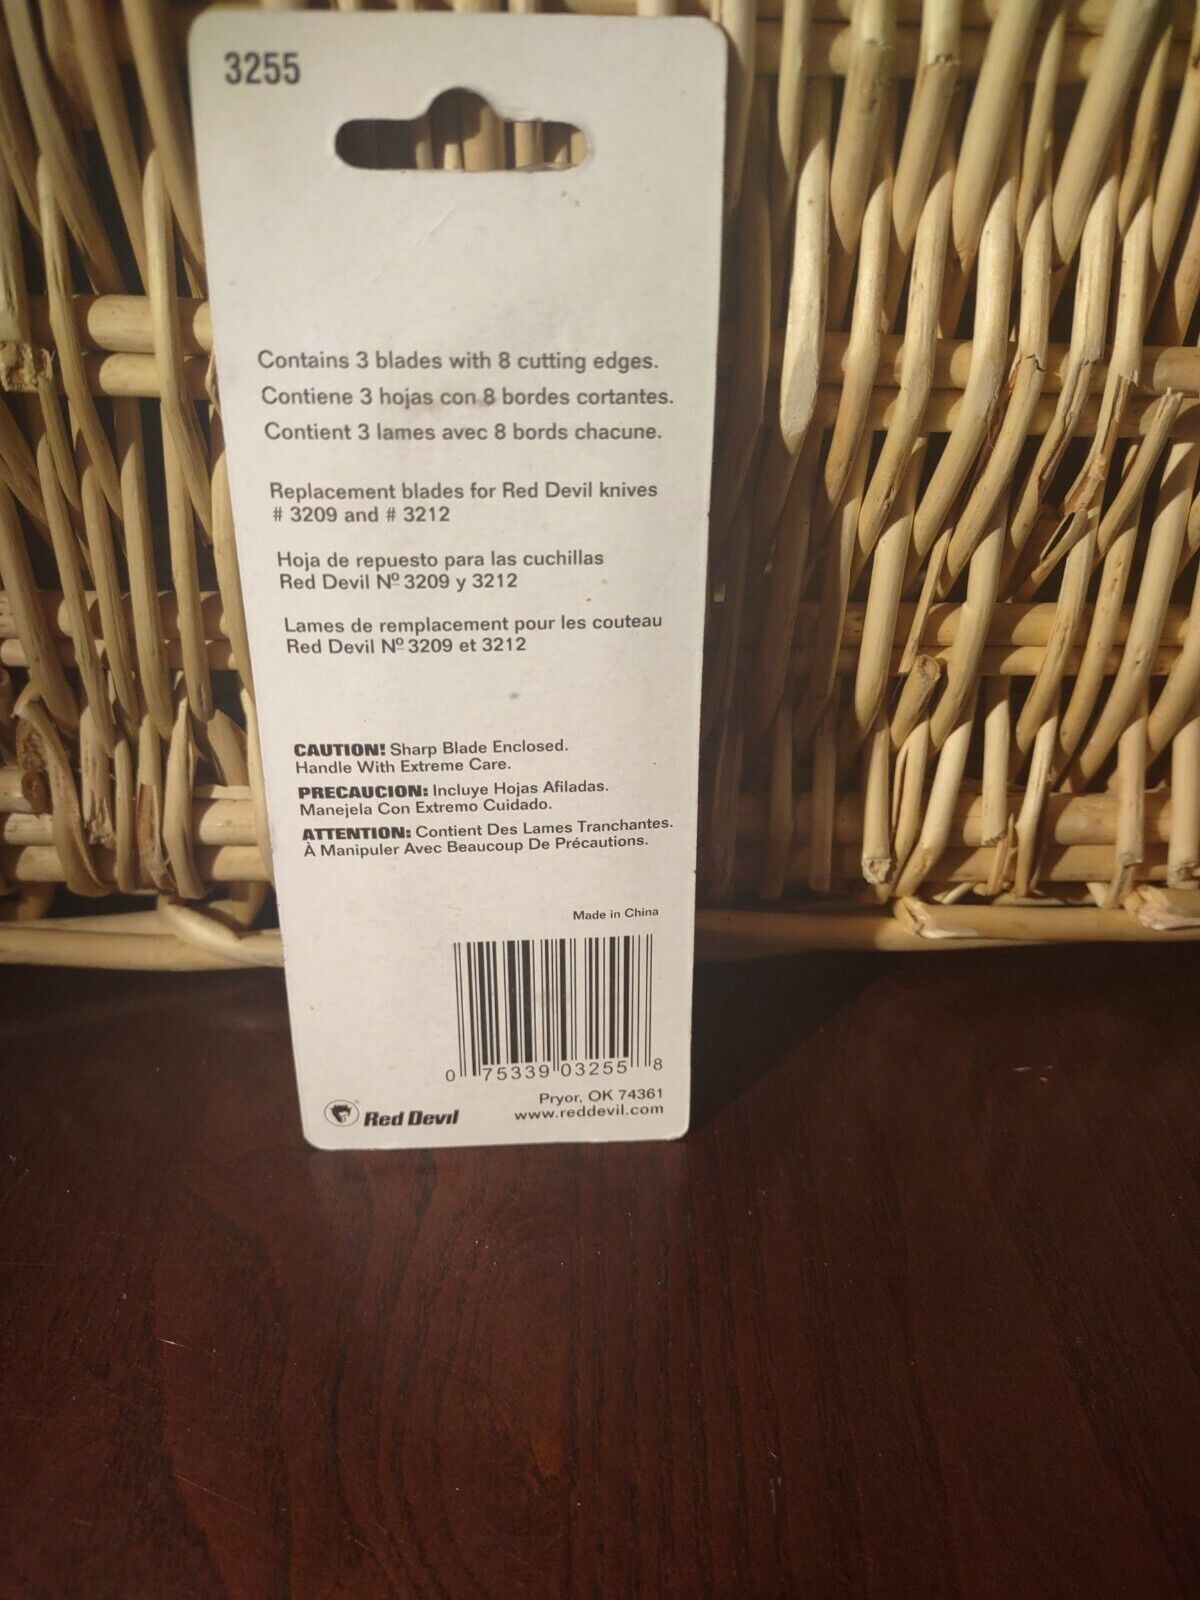 3255
Contains 3 blades with 8 cutting edges.
Contiene 3 hojas con 8 bordes cortantes.
Contient 3 lames avec 8 bords chacune.
Replacement blades for Red Devil knives
# 3209 and # 3212
Hoja de repuesto para las cuchillas
Red Devil Nº 3209 y 3212
Lames de remplacement pour les couteau
Red Devil Nº 3209 et 3212
CAUTION! Sharp Blade Enclosed.
Handle With Extreme Care.
PRECAUCION: Incluye Hojas Afiladas.
Manejela Con Extremo Cuidado.
ATTENTION: Contient Des Lames Tranchantes.
À Manipuler Avec Beaucoup De Précautions.
Made in China
0 75339 03255 8
Red Devil
Pryor, OK 74361
www.reddevil.com